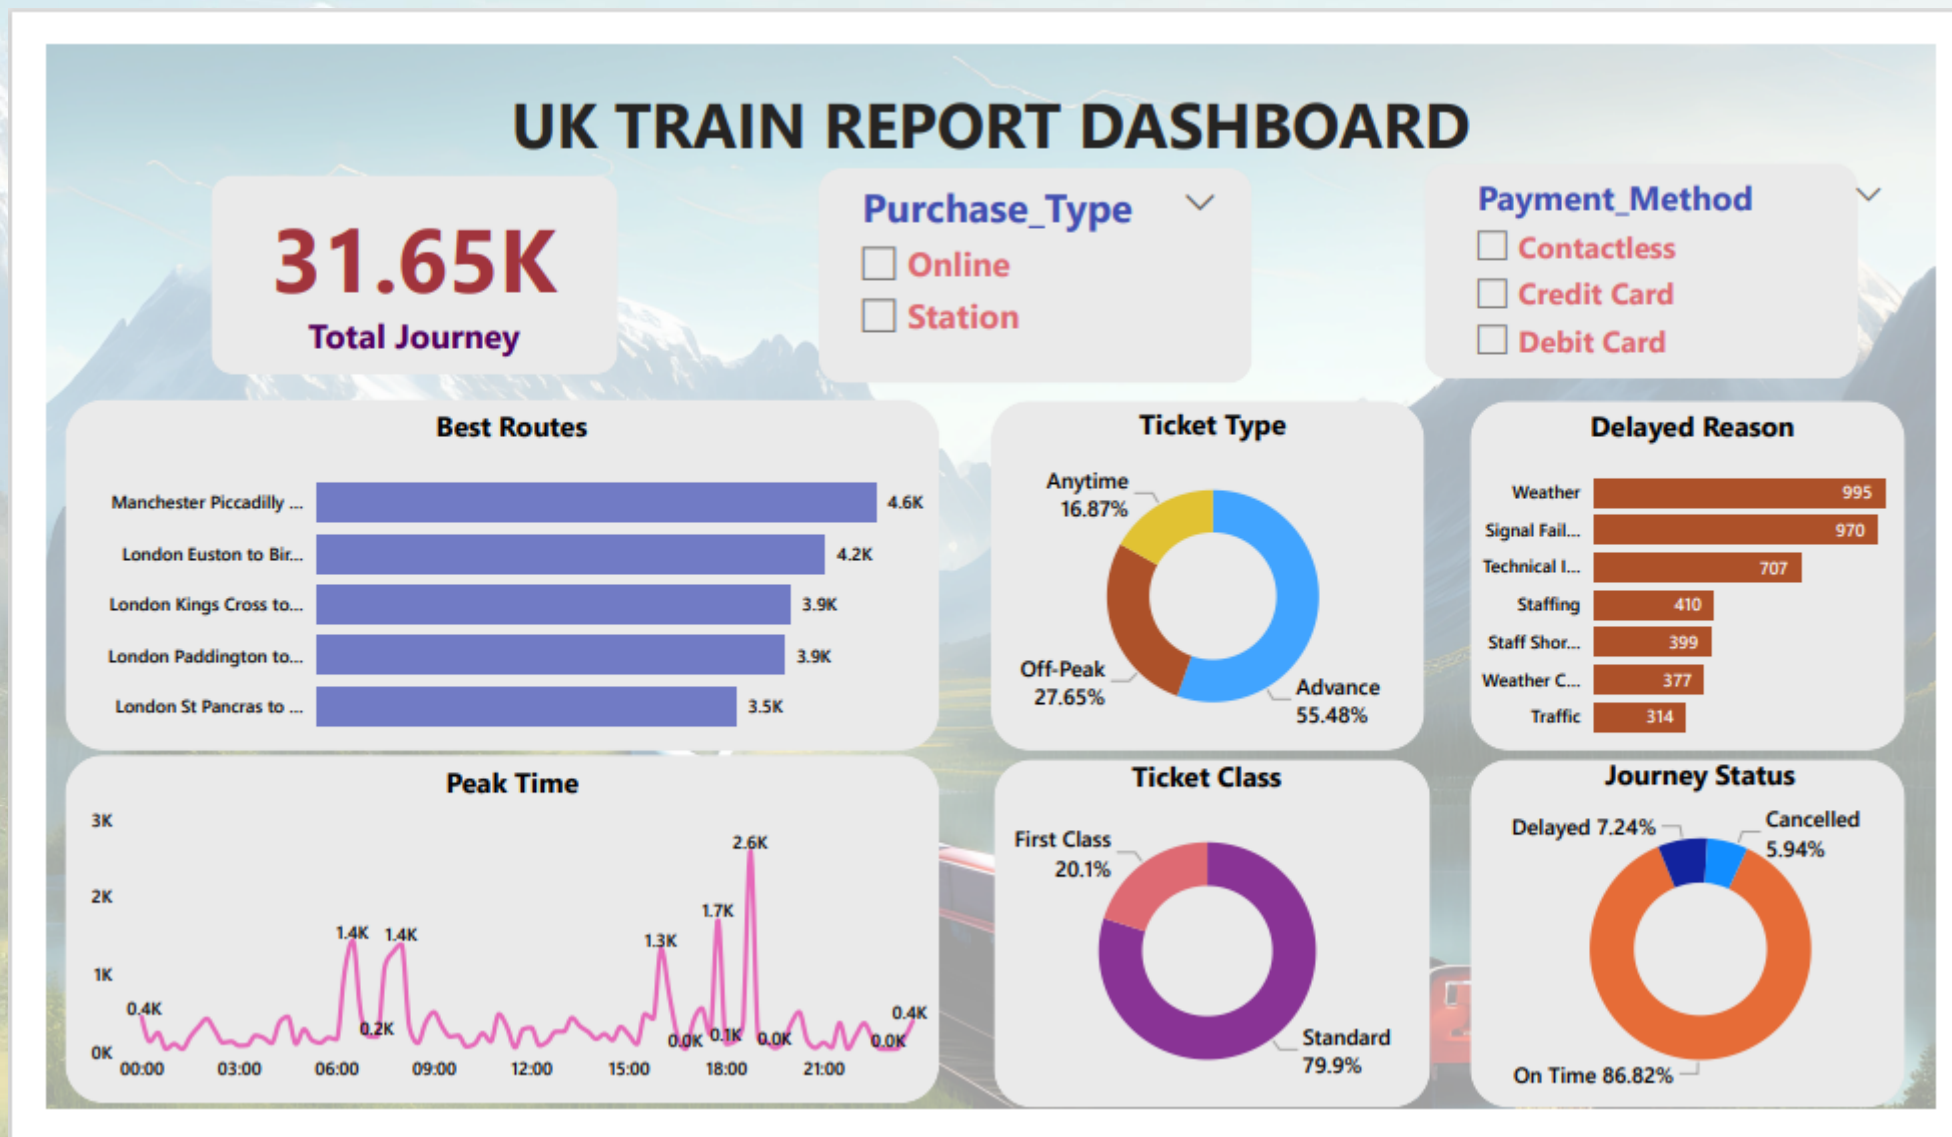 UK TRAIN REPORT DASHBOARD
31.65K
Total Journey
Purchase_Type
Online
Station
Payment_Method
Contactless
Credit Card
Debit Card
Best Routes
Manchester Piccadilly ... 4.6K
London Euston to Bir... 4.2K
London Kings Cross to... 3.9K
London Paddington to... 3.9K
London St Pancras to ... 3.5K
Ticket Type
Anytime
16.87%
Off-Peak
27.65%
Advance
55.48%
Delayed Reason
Weather 995
Signal Fail... 970
Technical I... 707
Staffing 410
Staff Shor... 399
Weather C... 377
Traffic 314
Peak Time
3K
2K
1K
0K
0.4K
1.4K
0.2K
1.4K
1.3K
0.0K
1.7K
0.1K
2.6K
0.0K
0.0K
0.4K
00:00 03:00 06:00 09:00 12:00 15:00 18:00 21:00
Ticket Class
First Class
20.1%
Standard
79.9%
Journey Status
Delayed 7.24%
Cancelled
5.94%
On Time 86.82%